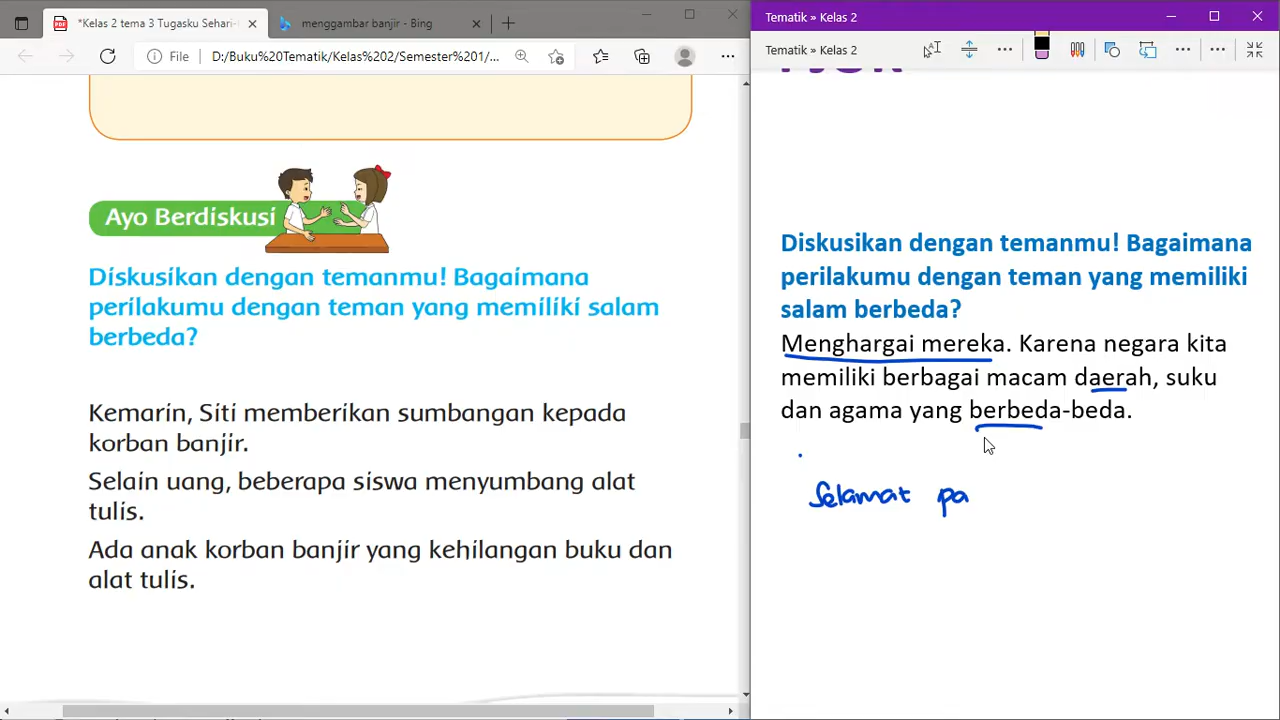 *Kelas 2 tema 3 Tugasku Sehari-
menggambar banjir - Bing
File
D:/Buku%20Tematik/Kelas%202/Semester%201/...
Ayo Berdiskusi
Diskusikan dengan temanmu! Bagaimana
perilakumu dengan teman yang memiliki salam
berbeda?
Kemarin, Siti memberikan sumbangan kepada
korban banjir.
Selain uang, beberapa siswa menyumbang alat
tulis.
Ada anak korban banjir yang kehilangan buku dan
alat tulis.
Tematik » Kelas 2
Tematik » Kelas 2
Diskusikan dengan temanmu! Bagaimana
perilakumu dengan teman yang memiliki
salam berbeda?
Menghargai mereka. Karena negara kita
memiliki berbagai macam daerah, suku
dan agama yang berbeda-beda.
Selamat pa